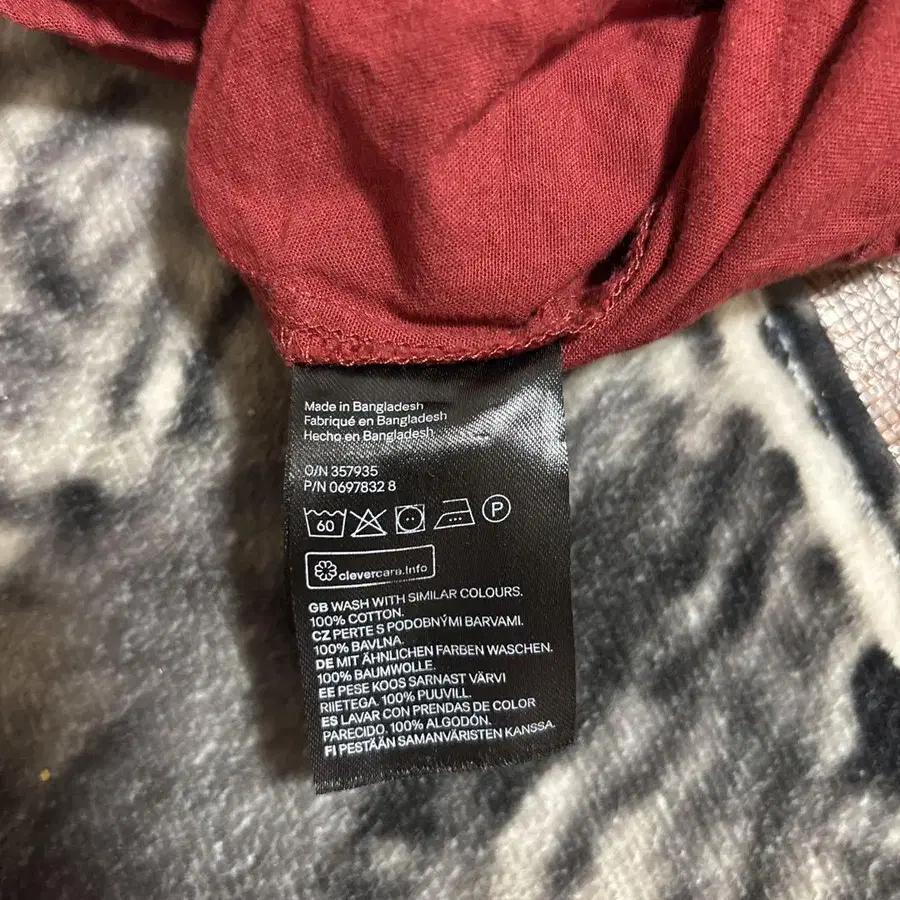 Made in Bangladesh
Fabriqué en Bangladesh
Hecho en Bangladesh
O/N 357935
P/N 0697832 8
60 P
clevercare.info
GB WASH WITH SIMILAR COLOURS.
100% COTTON.
CZ PERTE S PODOBNÝMI BARVAMI.
100% BAVLNA.
DE MIT ÄHNLICHEN FARBEN WASCHEN.
100% BAUMWOLLE.
EE PESE KOOS SARNAST VÄRVI
RIIETEGA. 100% PUUVILL.
ES LAVAR CON PRENDAS DE COLOR
PARECIDO. 100% ALGODÓN.
FI PESTÄÄN SAMANVÄRISTEN KANSSA.